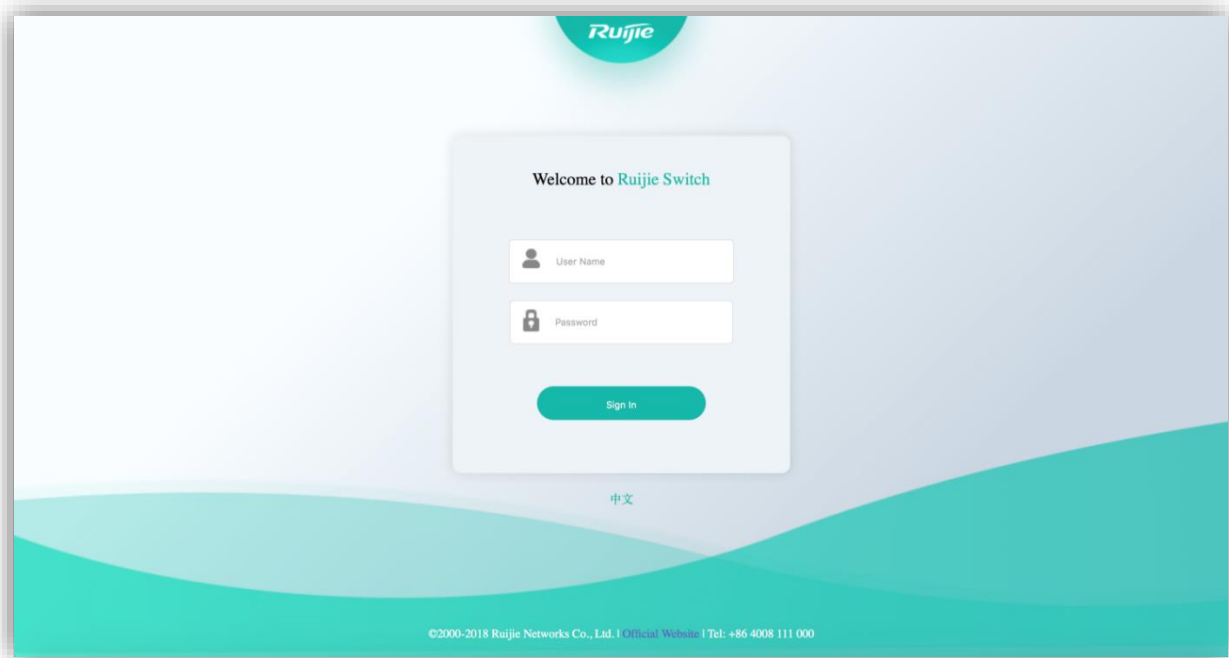 Ruijie
Welcome to Ruijie Switch
User Name
Password
Sign In
中文
©2000-2018 Ruijie Networks Co., Ltd. | Official Website | Tel: +86 4008 111 000